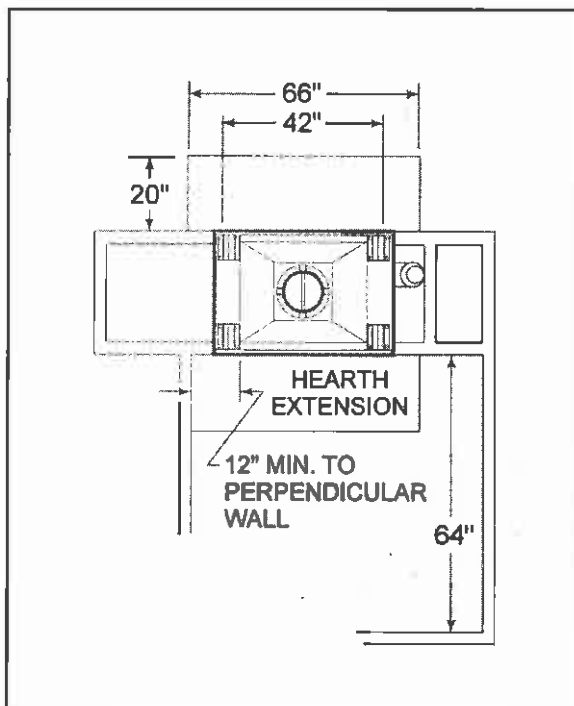 66"
42"
20"
HEARTH
EXTENSION
12" MIN. TO
PERPENDICULAR
WALL
64"